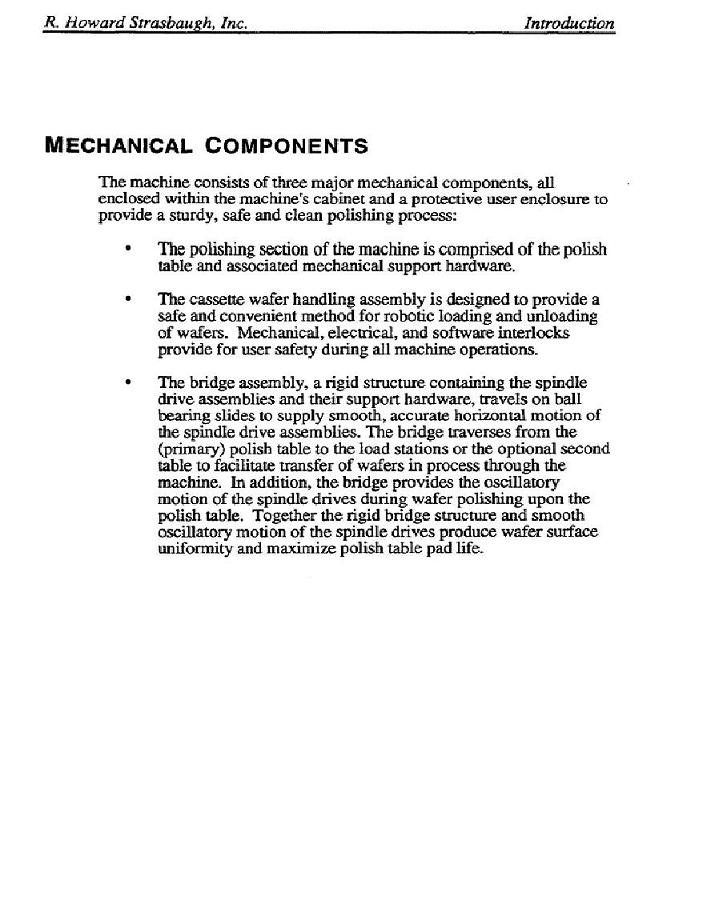 R. Howard Strasbaugh, Inc. Introduction
MECHANICAL COMPONENTS
The machine consists of three major mechanical components, all
enclosed within the machine's cabinet and a protective user enclosure to
provide a sturdy, safe and clean polishing process:
• The polishing section of the machine is comprised of the polish
table and associated mechanical support hardware.
• The cassette wafer handling assembly is designed to provide a
safe and convenient method for robotic loading and unloading
of wafers. Mechanical, electrical, and software interlocks
provide for user safety during all machine operations.
• The bridge assembly, a rigid structure containing the spindle
drive assemblies and their support hardware, travels on ball
bearing slides to supply smooth, accurate horizontal motion of
the spindle drive assemblies. The bridge traverses from the
(primary) polish table to the load stations or the optional second
table to facilitate transfer of wafers in process through the
machine. In addition, the bridge provides the oscillatory
motion of the spindle drives during wafer polishing upon the
polish table. Together the rigid bridge structure and smooth
oscillatory motion of the spindle drives produce wafer surface
uniformity and maximize polish table pad life.